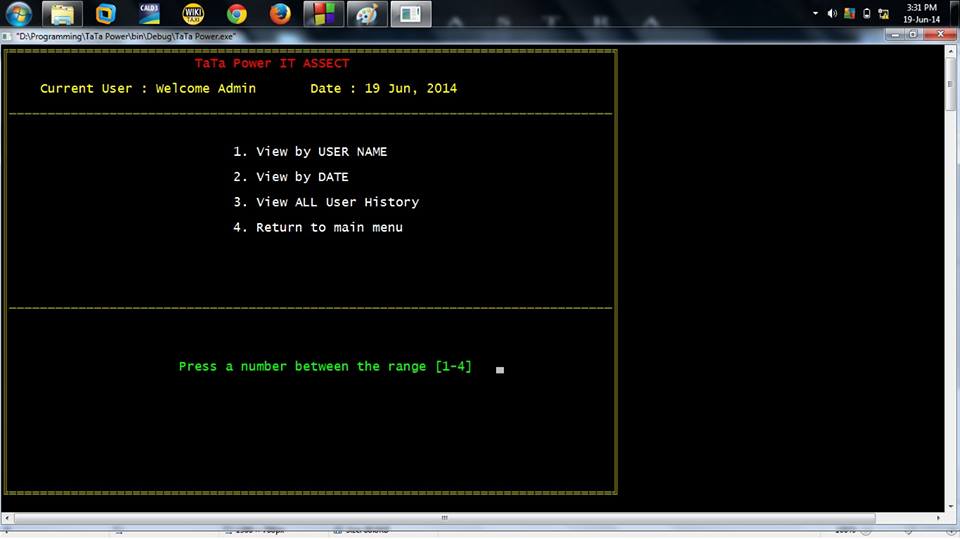 CALD3
WIKI
TAXI
3:31 PM
19-Jun-14
A S T R A
"D:\Programming\TaTa Power\bin\Debug\TaTa Power.exe"
TaTa Power IT ASSECT
Current User : Welcome Admin Date : 19 Jun, 2014
1. View by USER NAME
2. View by DATE
3. View ALL User History
4. Return to main menu
Press a number between the range [1-4]